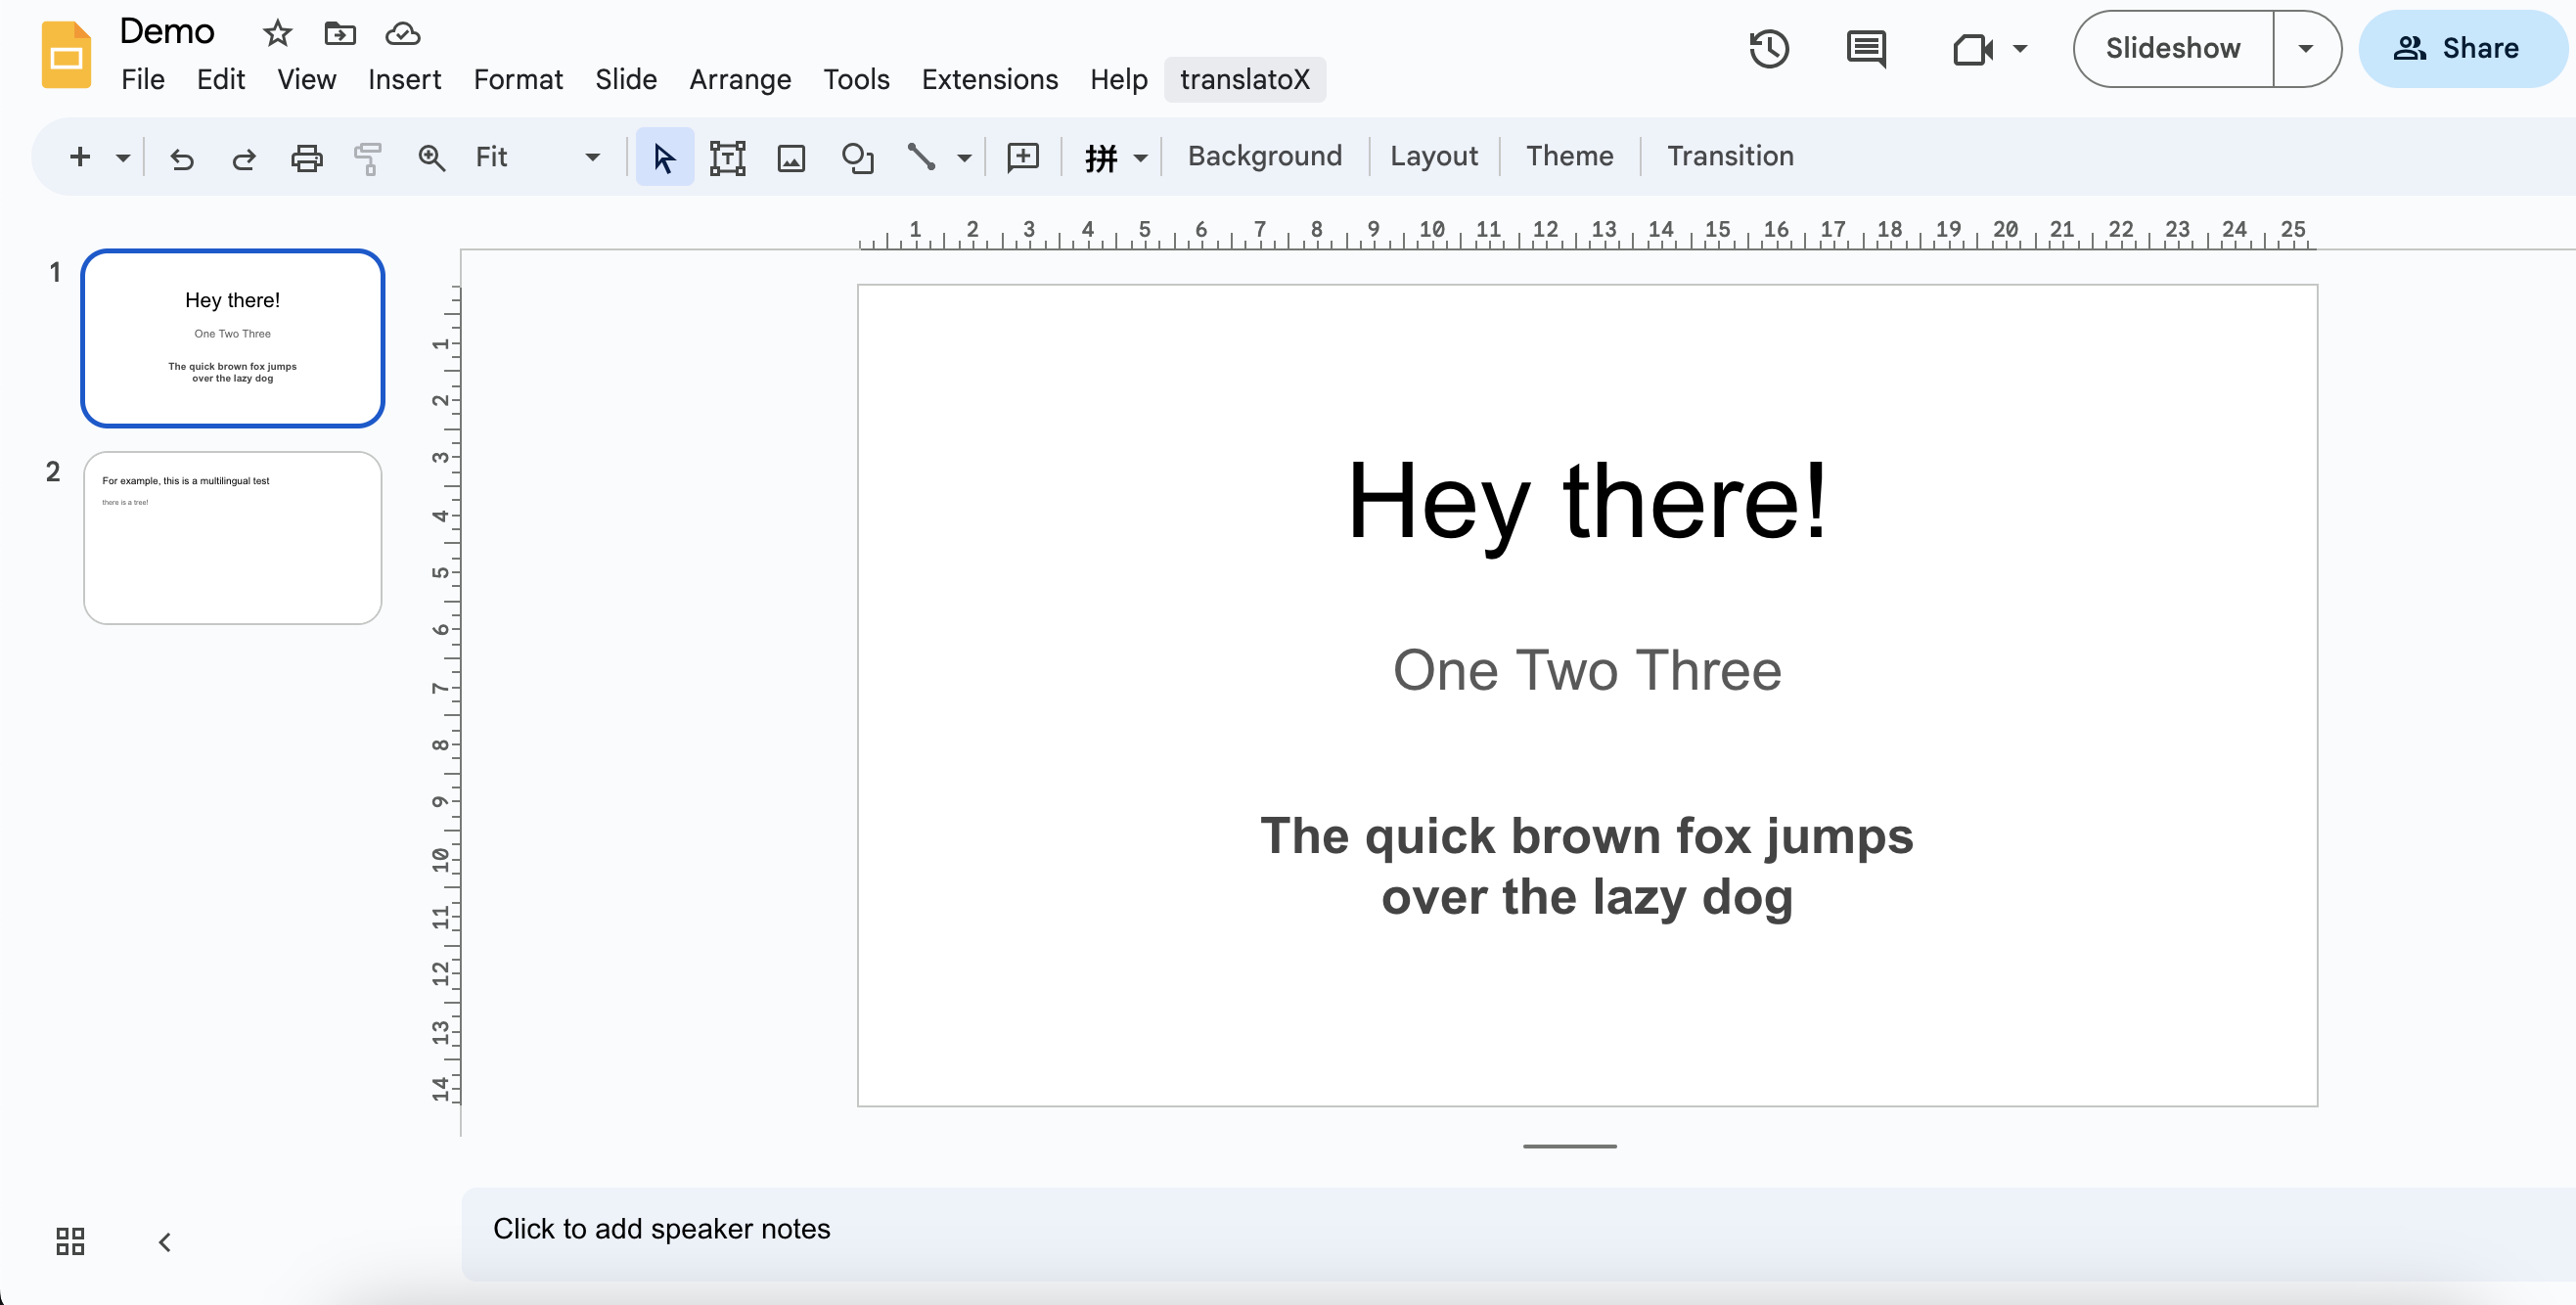 Demo
File Edit View Insert Format Slide Arrange Tools Extensions Help translatoX
Slideshow
Share
Fit
拼
Background Layout Theme Transition
1 2 3 4 5 6 7 8 9 10 11 12 13 14 15 16 17 18 19 20 21 22 23 24 25
1
Hey there!
One Two Three
The quick brown fox jumps
over the lazy dog
2
For example, this is a multilingual test
there is a tree!
1
2
3
4
5
6
7
8
9
10
11
12
13
14
Hey there!
One Two Three
The quick brown fox jumps
over the lazy dog
Click to add speaker notes